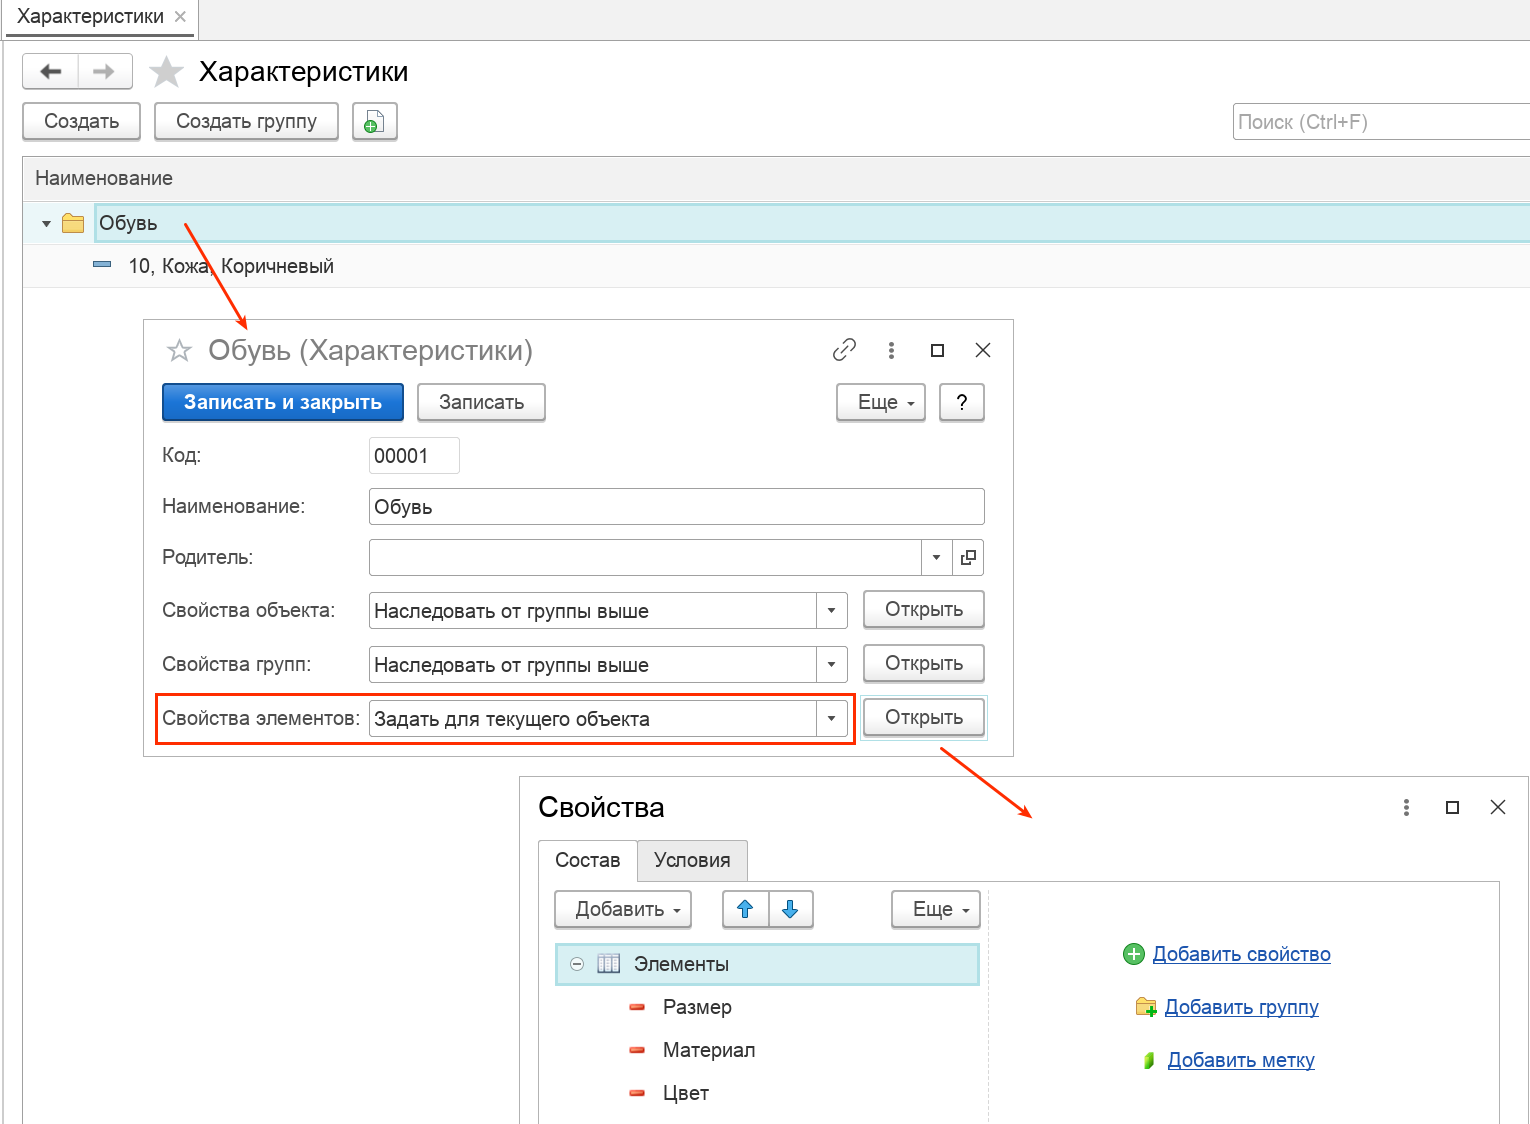 Характеристики ×
Характеристики
Создать Создать группу Поиск (Ctrl+F)
Наименование
Обувь
10, Кожа, Коричневый
Обувь (Характеристики)
Записать и закрыть Записать Еще ?
Код: 00001
Наименование: Обувь
Родитель:
Свойства объекта: Наследовать от группы выше Открыть
Свойства групп: Наследовать от группы выше Открыть
Свойства элементов: Задать для текущего объекта Открыть
Свойства
Состав Условия
Добавить Еще
Элементы
Размер
Материал
Цвет
Добавить свойство
Добавить группу
Добавить метку